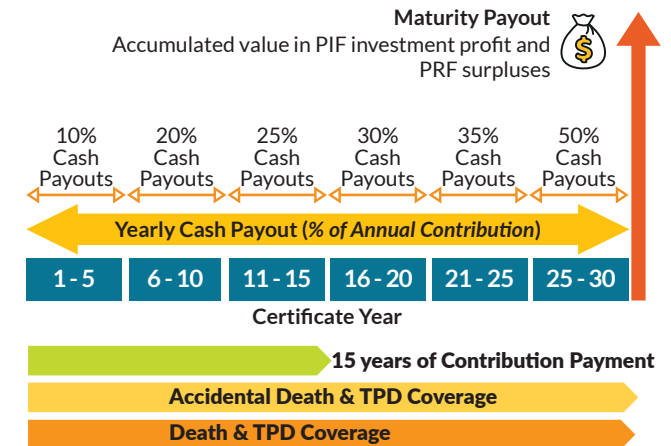 Maturity Payout
Accumulated value in PIF investment profit and
PRF surpluses
$
10%
Cash
Payouts
20%
Cash
Payouts
25%
Cash
Payouts
30%
Cash
Payouts
35%
Cash
Payouts
50%
Cash
Payouts
Yearly Cash Payout (% of Annual Contribution)
1 - 5
6 - 10
11 - 15
16 - 20
21 - 25
25 - 30
Certificate Year
15 years of Contribution Payment
Accidental Death & TPD Coverage
Death & TPD Coverage